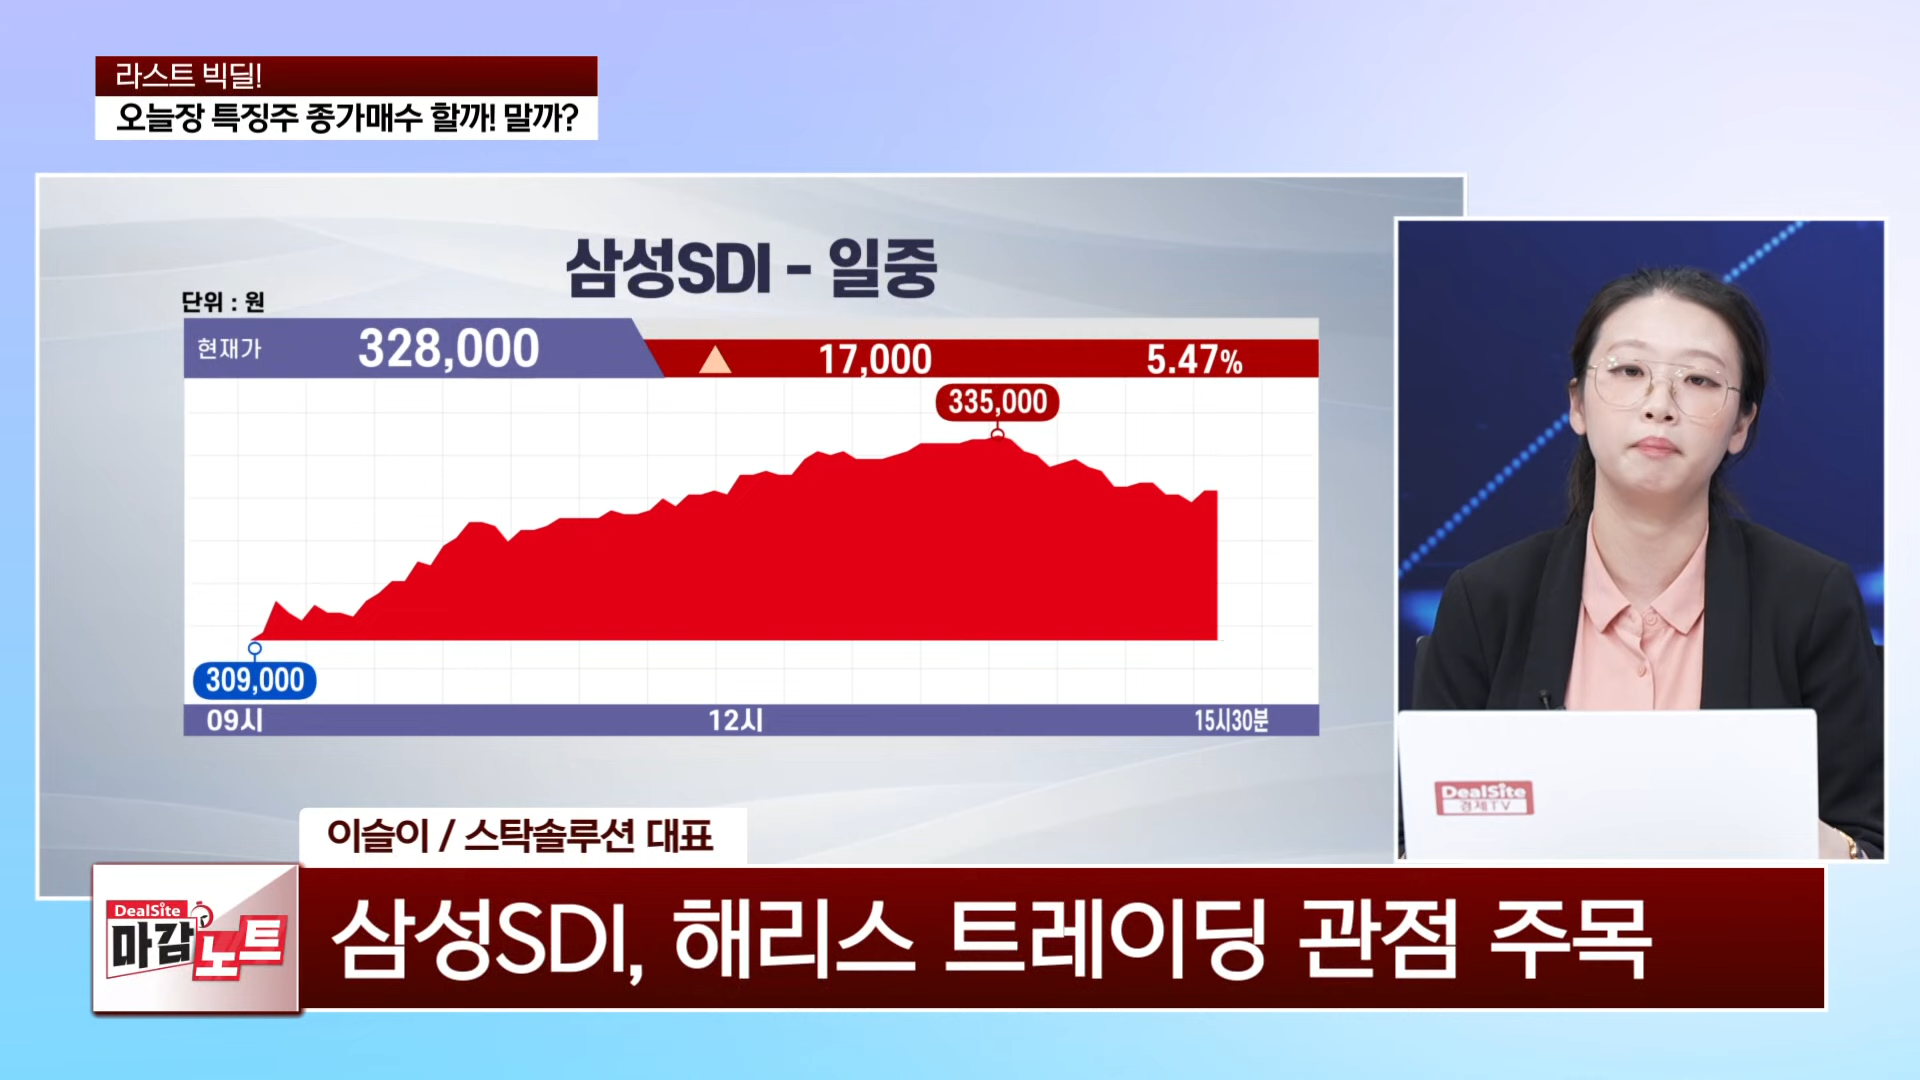 라스트 빅딜!
오늘장 특징주 종가매수 할까! 말까?
삼성SDI - 일중
단위 : 원
현재가 328,000 ▲ 17,000 5.47%
335,000
309,000
09시 12시 15시30분
DealSite
경제TV
이슬이 / 스탁솔루션 대표
DealSite
마감노트
삼성SDI, 해리스 트레이딩 관점 주목